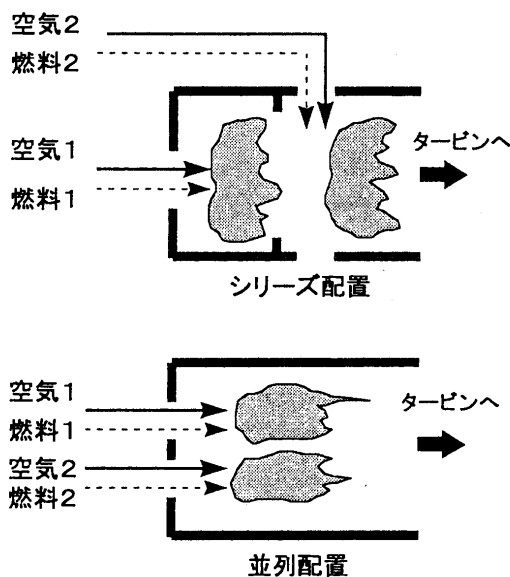 空気2
燃料2
空気1
燃料1
タービンへ
シリーズ配置
空気1
燃料1
空気2
燃料2
タービンへ
並列配置